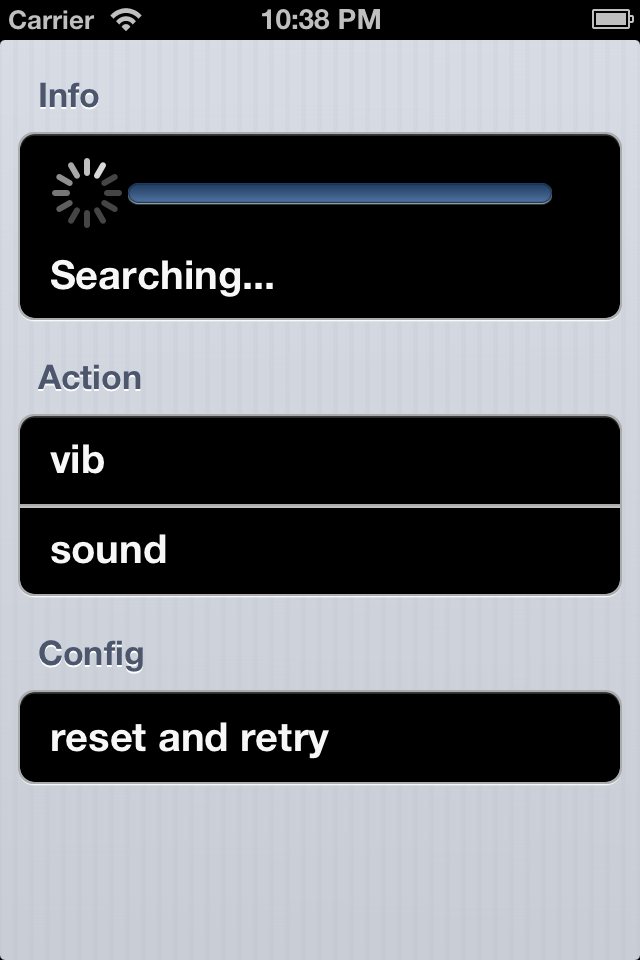 Carrier 10:38 PM
Info
Searching...
Action
vib
sound
Config
reset and retry